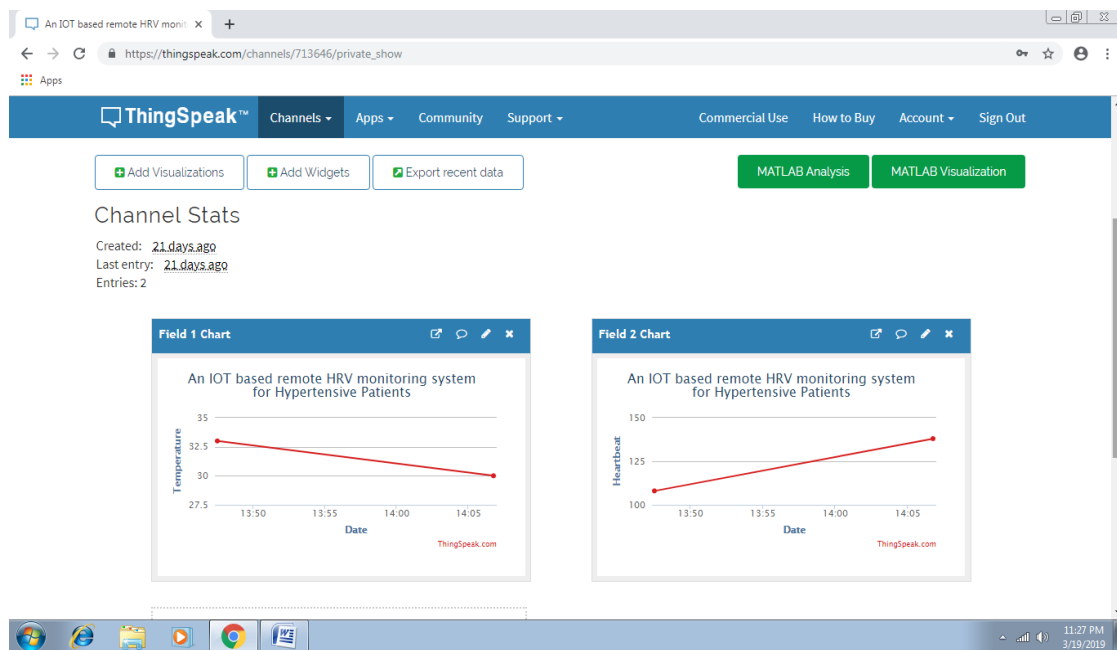 An IOT based remote HRV monit
https://thingspeak.com/channels/713646/private_show
Apps
ThingSpeak™ Channels Apps Community Support Commercial Use How to Buy Account Sign Out
Add Visualizations Add Widgets Export recent data MATLAB Analysis MATLAB Visualization
Channel Stats
Created: 21 days ago
Last entry: 21 days ago
Entries: 2
Field 1 Chart
An IOT based remote HRV monitoring system
for Hypertensive Patients
Temperature
35
32.5
30
27.5
13:50 13:55 14:00 14:05
Date
ThingSpeak.com
Field 2 Chart
An IOT based remote HRV monitoring system
for Hypertensive Patients
Heartbeat
150
125
100
13:50 13:55 14:00 14:05
Date
ThingSpeak.com
11:27 PM
3/19/2019